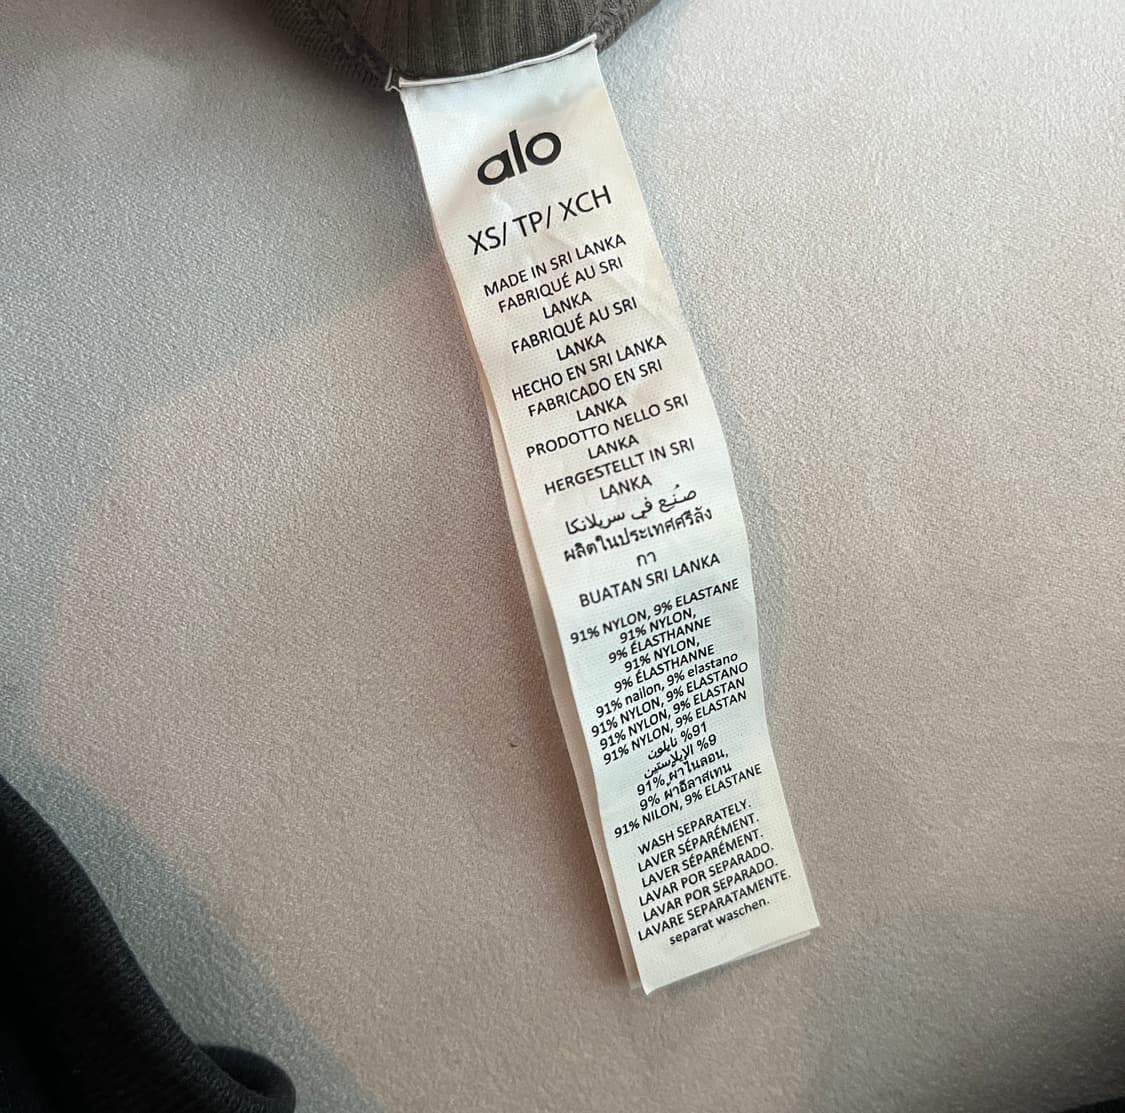 alo
XS/ TP/ XCH
MADE IN SRI LANKA
FABRIQUÉ AU SRI
LANKA
FABRIQUÉ AU SRI
LANKA
HECHO EN SRI LANKA
FABRICADO EN SRI
LANKA
PRODOTTO NELLO SRI
LANKA
HERGESTELLT IN SRI
LANKA
صُنع في سريلانكا
ผลิตในประเทศศรีลัง
กา
BUATAN SRI LANKA
91% NYLON, 9% ELASTANE
91% NYLON,
9% ÉLASTHANNE
91% NYLON,
9% ÉLASTHANNE
91% nailon, 9% elastano
91% NYLON, 9% ELASTANO
91% NYLON, 9% ELASTAN
91% NYLON, 9% ELASTAN
91% نايلون
9% الإيلاستين
91% ผ้าไนลอน,
9% ผ้าอีลาสเทน
91% NILON, 9% ELASTANE
WASH SEPARATELY.
LAVER SÉPARÉMENT.
LAVER SÉPARÉMENT.
LAVAR POR SEPARADO.
LAVAR POR SEPARADO.
LAVARE SEPARATAMENTE.
separat waschen.